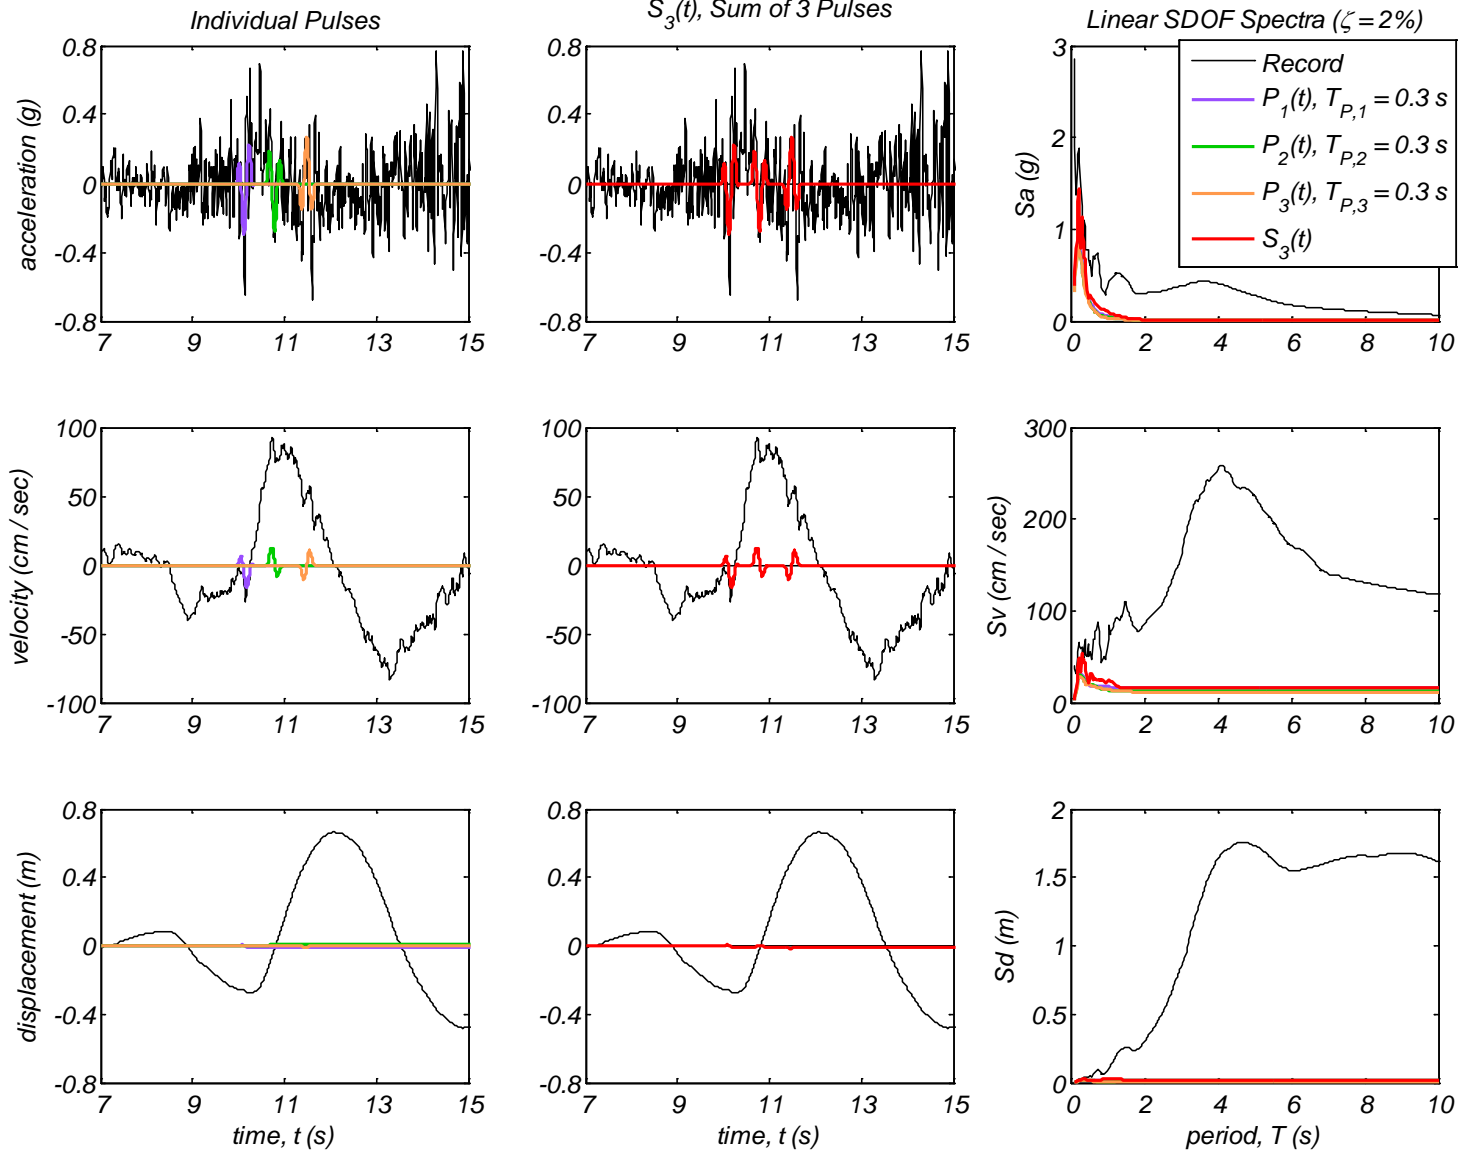 Individual Pulses
S3(t), Sum of 3 Pulses
Linear SDOF Spectra (ζ = 2%)
acceleration (g)
0.8
0.4
0
-0.4
-0.8
7 9 11 13 15
0.8
0.4
0
-0.4
-0.8
7 9 11 13 15
Sa (g)
3
2
1
0
0 2 4 6 8 10
Record
P1(t), TP,1 = 0.3 s
P2(t), TP,2 = 0.3 s
P3(t), TP,3 = 0.3 s
S3(t)
velocity (cm / sec)
100
50
0
-50
-100
7 9 11 13 15
100
50
0
-50
-100
7 9 11 13 15
Sv (cm / sec)
300
200
100
0
0 2 4 6 8 10
displacement (m)
0.8
0.4
0
-0.4
-0.8
7 9 11 13 15
time, t (s)
0.8
0.4
0
-0.4
-0.8
7 9 11 13 15
time, t (s)
Sd (m)
2
1.5
1
0.5
0
0 2 4 6 8 10
period, T (s)